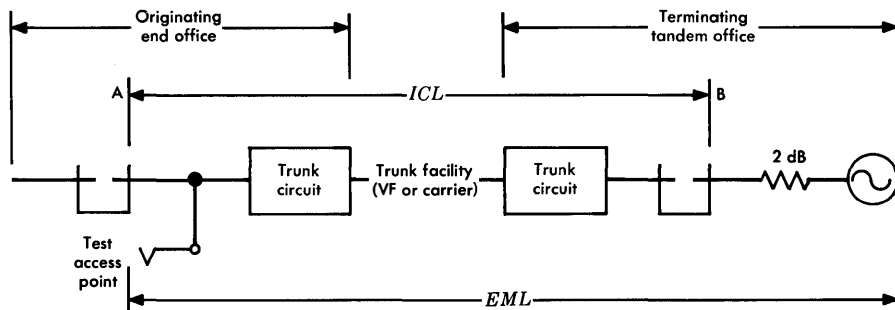 Originating
end office
Terminating
tandem office
A
ICL
B
Trunk
circuit
Trunk facility
(VF or carrier)
Trunk
circuit
2 dB
Test
access
point
EML